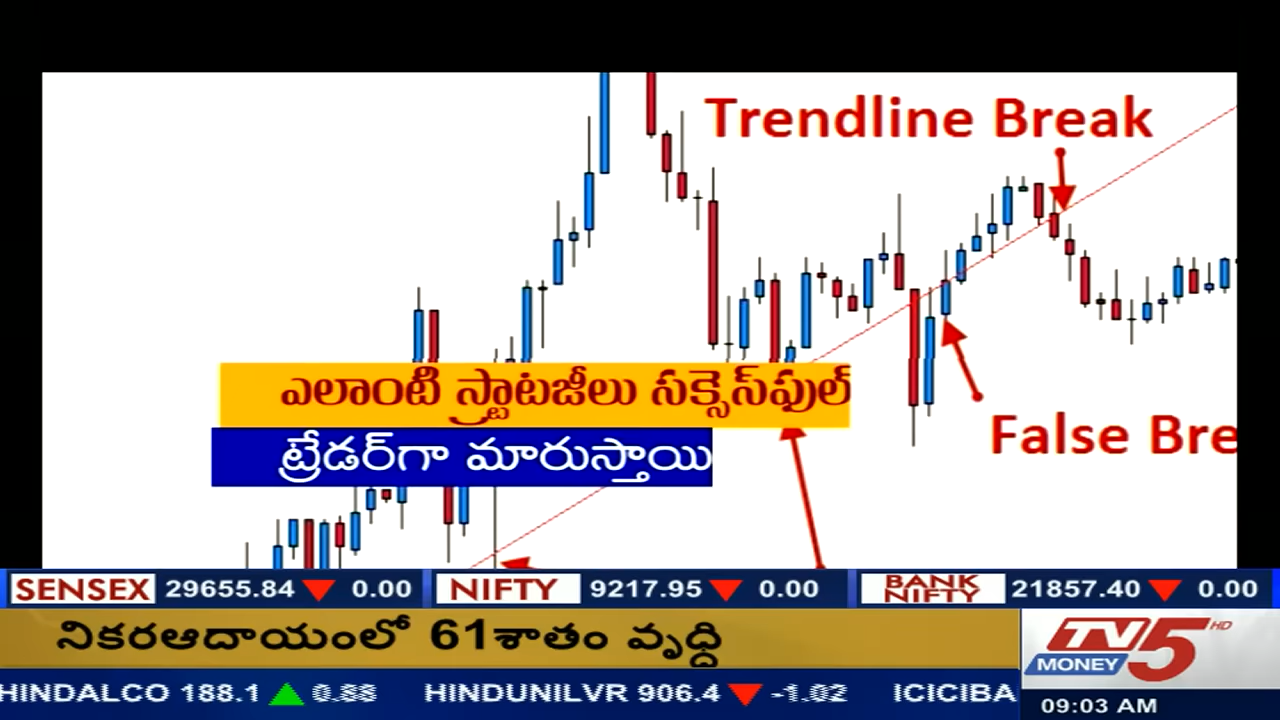 Trendline Break
False Bre
ఎలాంటి స్ట్రాటజీలు సక్సెస్‌ఫుల్
ట్రేడర్‌గా మారుస్తాయి
SENSEX 29655.84 0.00 NIFTY 9217.95 0.00 BANK NIFTY 21857.40 0.00
నికరఆదాయంలో 61శాతం వృద్ధి
TV5 HD
MONEY
HINDALCO 188.1 0.88 HINDUNILVR 906.4 -1.02 ICICIBA
09:03 AM